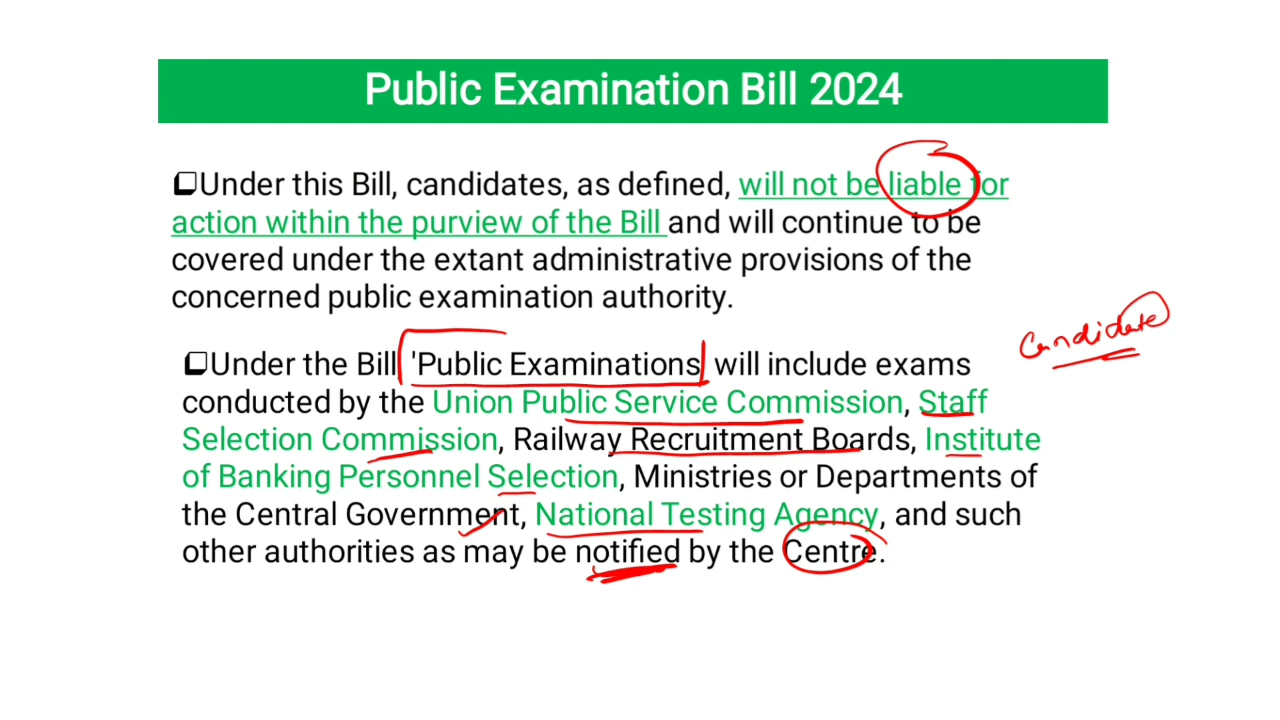 Public Examination Bill 2024
❑Under this Bill, candidates, as defined, will not be liable for
action within the purview of the Bill and will continue to be
covered under the extant administrative provisions of the
concerned public examination authority.
Candidate
❑Under the Bill 'Public Examinations will include exams
conducted by the Union Public Service Commission, Staff
Selection Commission, Railway Recruitment Boards, Institute
of Banking Personnel Selection, Ministries or Departments of
the Central Government, National Testing Agency, and such
other authorities as may be notified by the Centre.